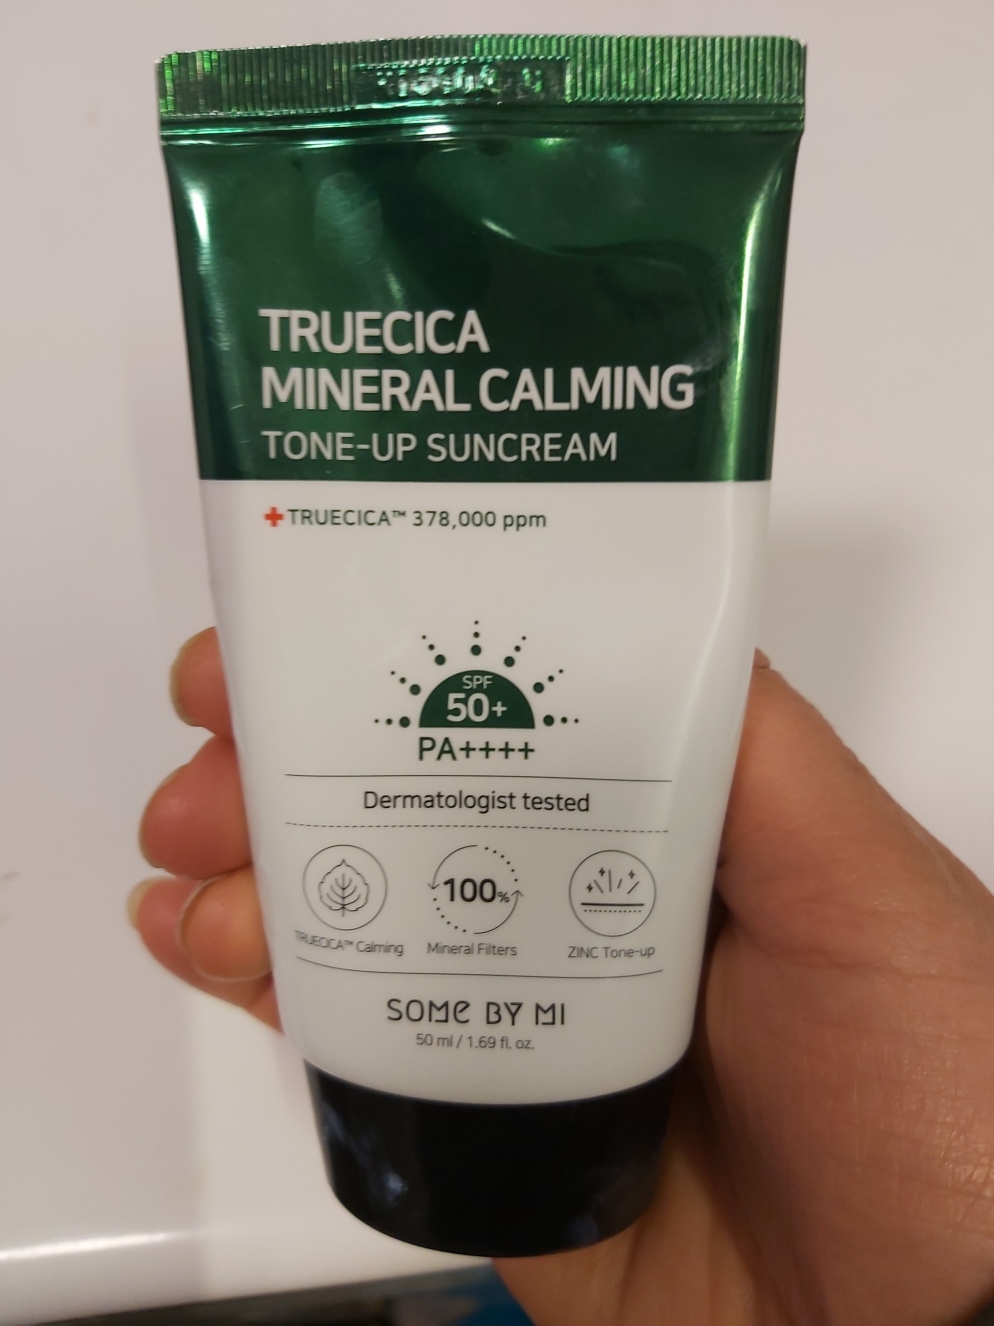 TRUECICA
MINERAL CALMING
TONE-UP SUNCREAM
TRUECICA™ 378,000 ppm
SPF
50+
PA++++
Dermatologist tested
100%
TRUECICA™ Calming
Mineral Filters
ZINC Tone-up
SOME BY MI
50 ml / 1.69 fl. oz.